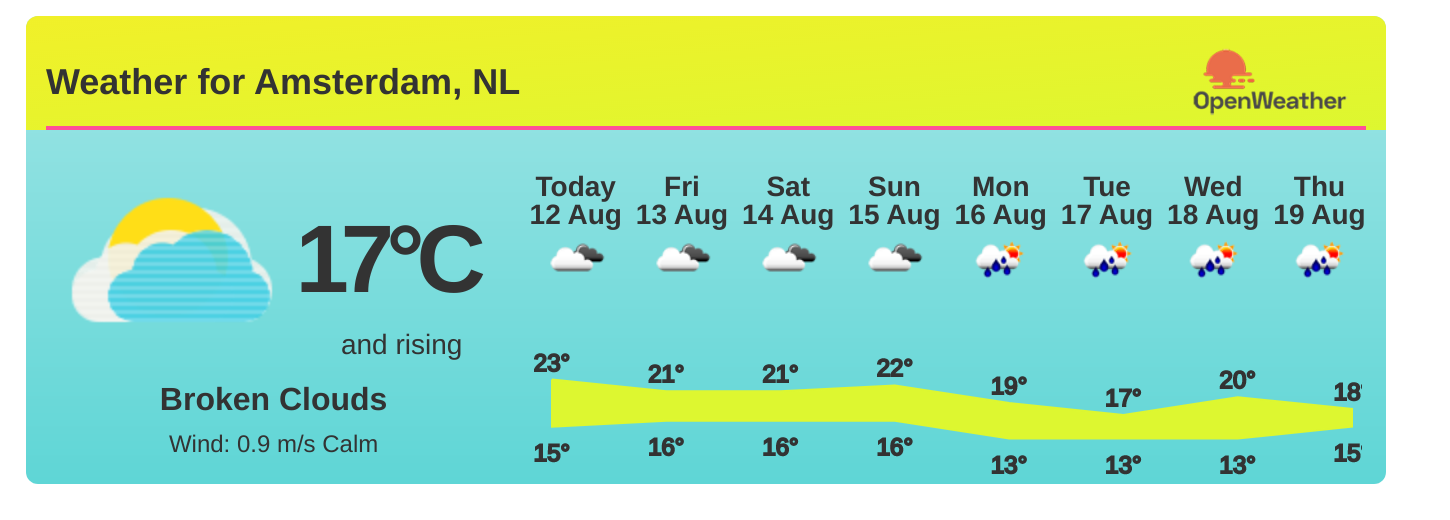 Weather for Amsterdam, NL
OpenWeather
17°C
and rising
Broken Clouds
Wind: 0.9 m/s Calm
Today Fri Sat Sun Mon Tue Wed Thu
12 Aug 13 Aug 14 Aug 15 Aug 16 Aug 17 Aug 18 Aug 19 Aug
23° 21° 21° 22° 19° 17° 20° 18°
15° 16° 16° 16° 13° 13° 13° 15°